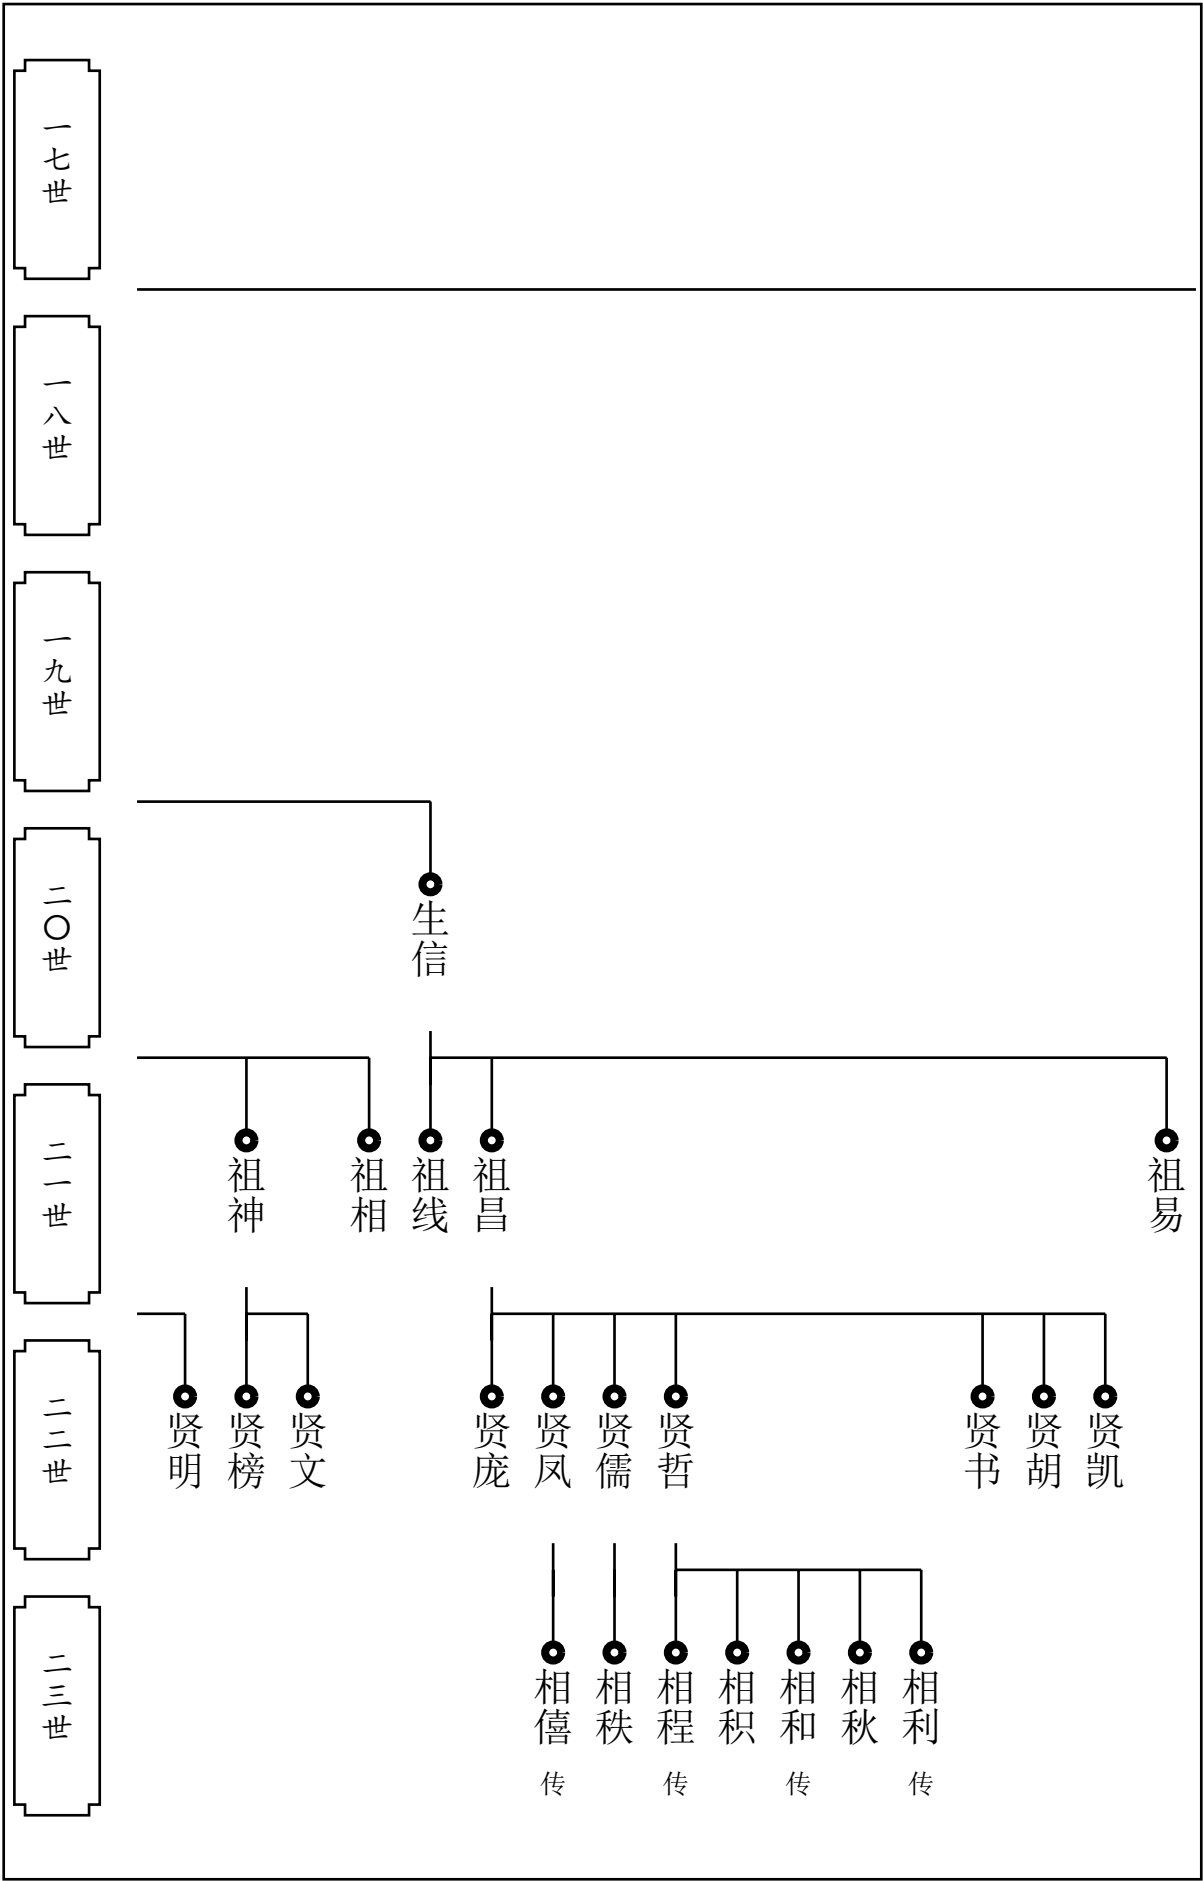 一七世
一八世
一九世
二〇世
生信
二一世
祖神
祖相
祖线
祖昌
祖易
二二世
贤明
贤榜
贤文
贤庞
贤凤
贤儒
贤哲
贤书
贤胡
贤凯
二三世
相僖
传
相秩
相程
传
相积
相和
传
相秋
相利
传